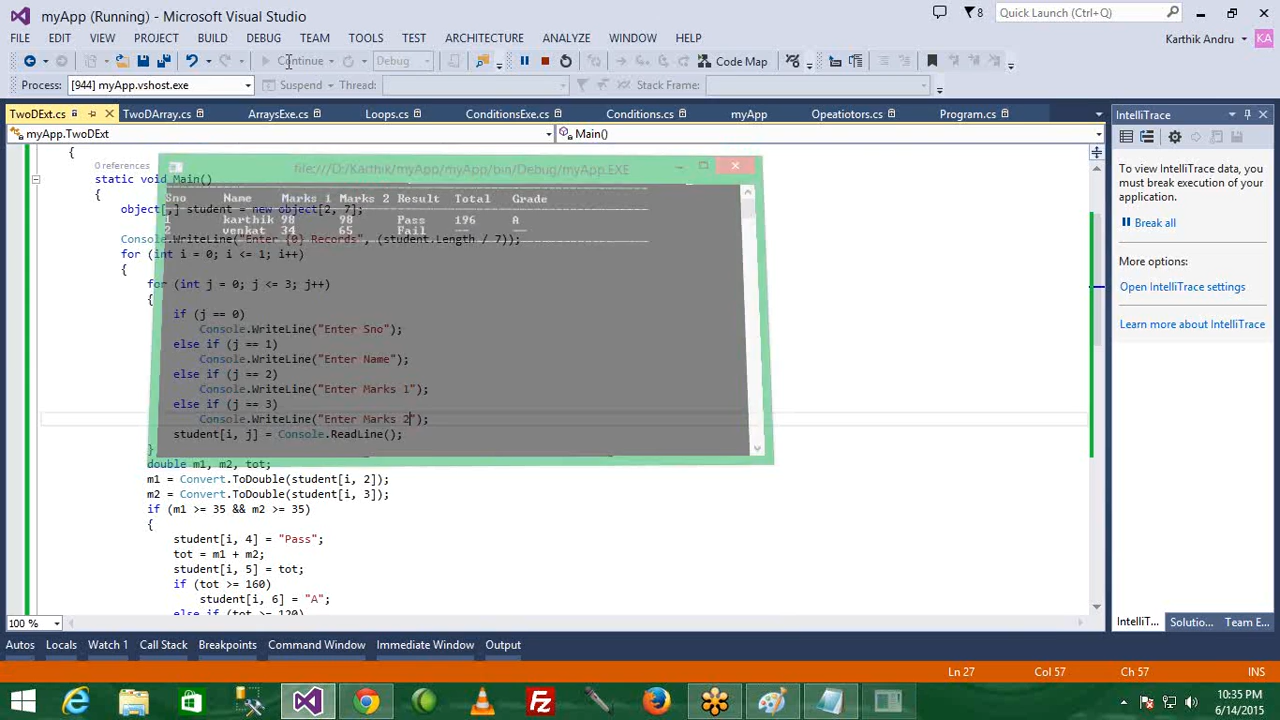 myApp (Running) - Microsoft Visual Studio
8
Quick Launch (Ctrl+Q)
FILE EDIT VIEW PROJECT BUILD DEBUG TEAM TOOLS TEST ARCHITECTURE ANALYZE WINDOW HELP
Karthik Andru KA
Continue Debug Code Map
Process: [944] myApp.vshost.exe Suspend Thread: Stack Frame:
TwoDExt.cs TwoDArray.cs ArraysExe.cs Loops.cs ConditionsExe.cs Conditions.cs myApp Opeatiotors.cs Program.cs
myApp.TwoDExt Main()
{
0 references
static void Main()
{
object[,] student = new object[2, 7];
Console.WriteLine("Enter {0} Records", (student.Length / 7));
for (int i = 0; i <= 1; i++)
{
for (int j = 0; j <= 3; j++)
{
if (j == 0)
Console.WriteLine("Enter Sno");
else if (j == 1)
Console.WriteLine("Enter Name");
else if (j == 2)
Console.WriteLine("Enter Marks 1");
else if (j == 3)
Console.WriteLine("Enter Marks 2");
student[i, j] = Console.ReadLine();
}
double m1, m2, tot;
m1 = Convert.ToDouble(student[i, 2]);
m2 = Convert.ToDouble(student[i, 3]);
if (m1 >= 35 && m2 >= 35)
{
student[i, 4] = "Pass";
tot = m1 + m2;
student[i, 5] = tot;
if (tot >= 160)
student[i, 6] = "A";
else if (tot >= 120)
file:///D:/Karthik/myApp/myApp/bin/Debug/myApp.EXE
Sno Name Marks 1 Marks 2 Result Total Grade
1 karthik 98 98 Pass 196 A
2 venkat 34 65 Fail -- --
IntelliTrace
To view IntelliTrace data, you must break execution of your application.
Break all
More options:
Open IntelliTrace settings
Learn more about IntelliTrace
100 %
IntelliT... Solutio... Team E...
Autos Locals Watch 1 Call Stack Breakpoints Command Window Immediate Window Output
Ln 27 Col 57 Ch 57 INS
10:35 PM
6/14/2015